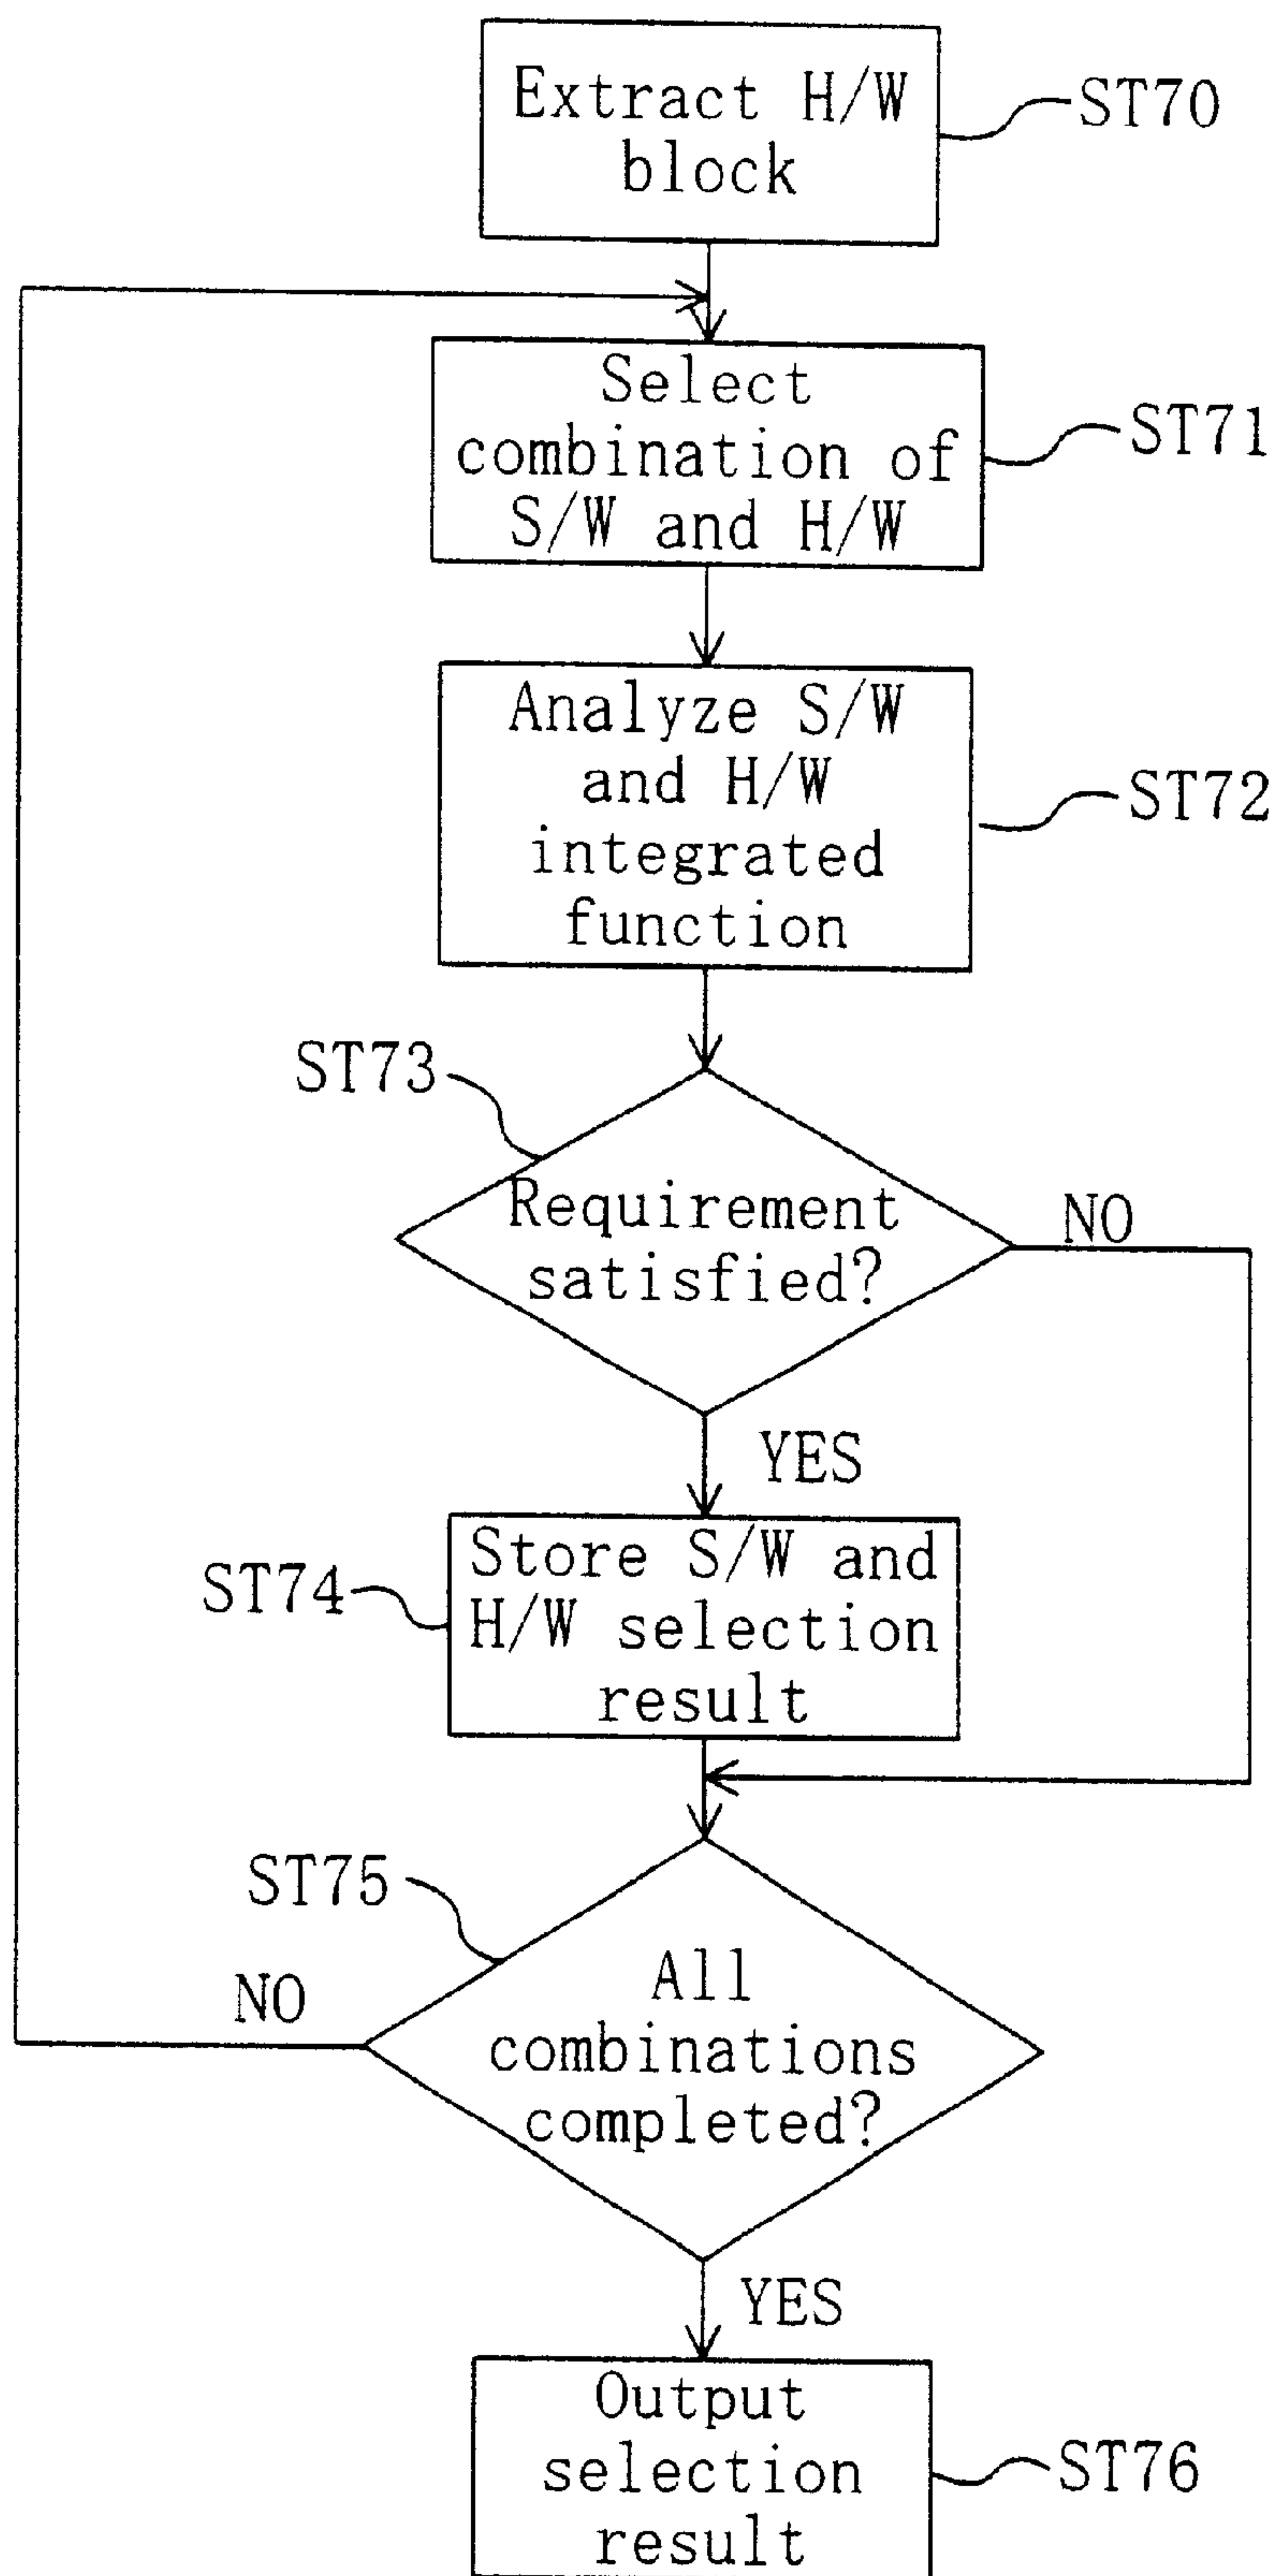 Extract H/W
block
ST70
Select
combination of
S/W and H/W
ST71
Analyze S/W
and H/W
integrated
function
ST72
ST73
Requirement
satisfied?
NO
YES
ST74
Store S/W and
H/W selection
result
ST75
All
combinations
completed?
NO
YES
Output
selection
result
ST76